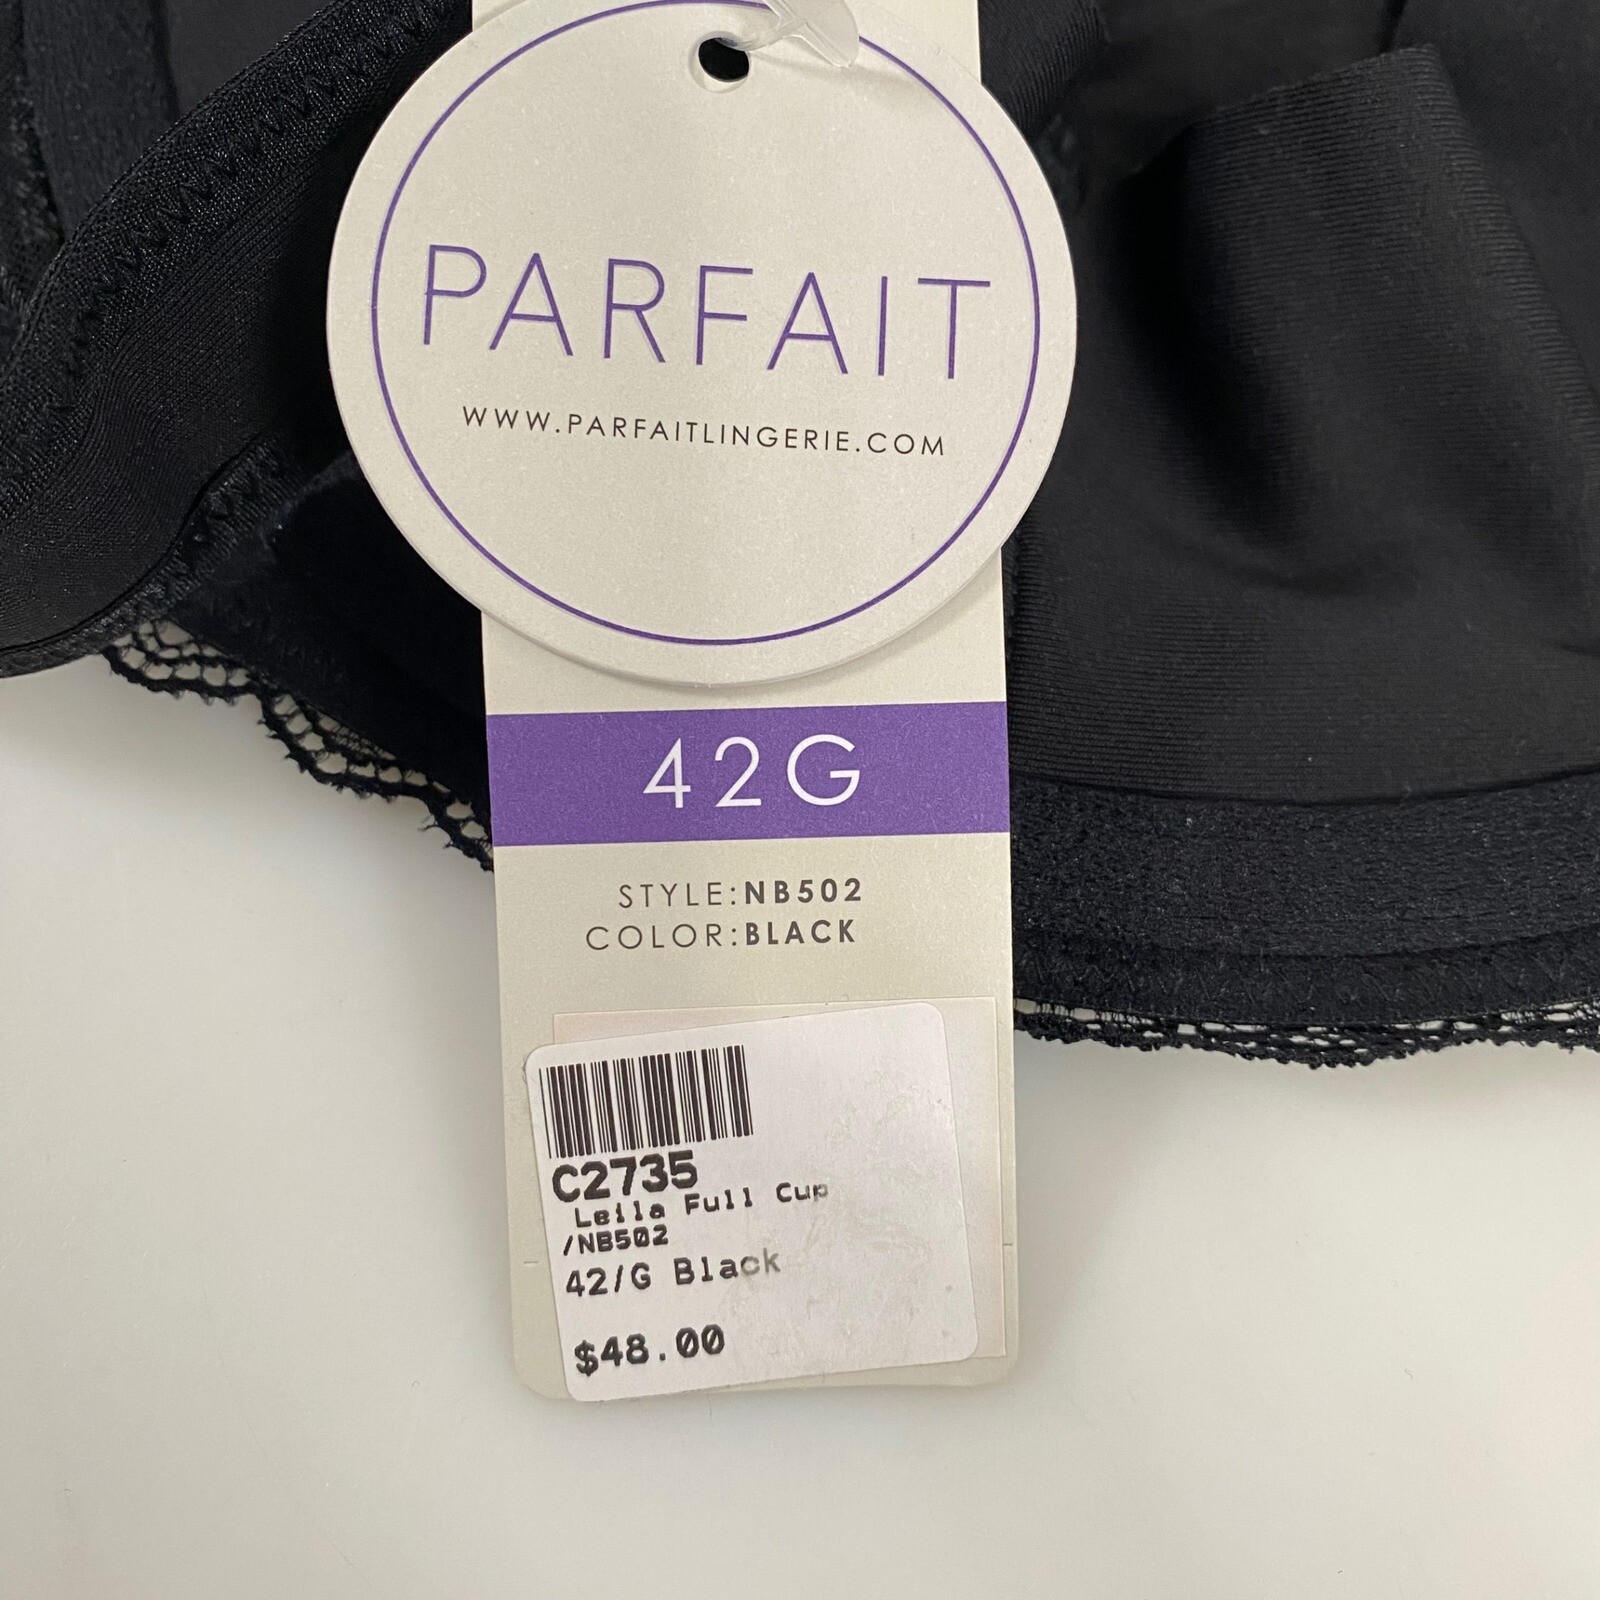 PARFAIT
WWW.PARFAITLINGERIE.COM
42G
STYLE:NB502
COLOR:BLACK
C2735
Leila Full Cup
/NB502
42/G Black
$48.00